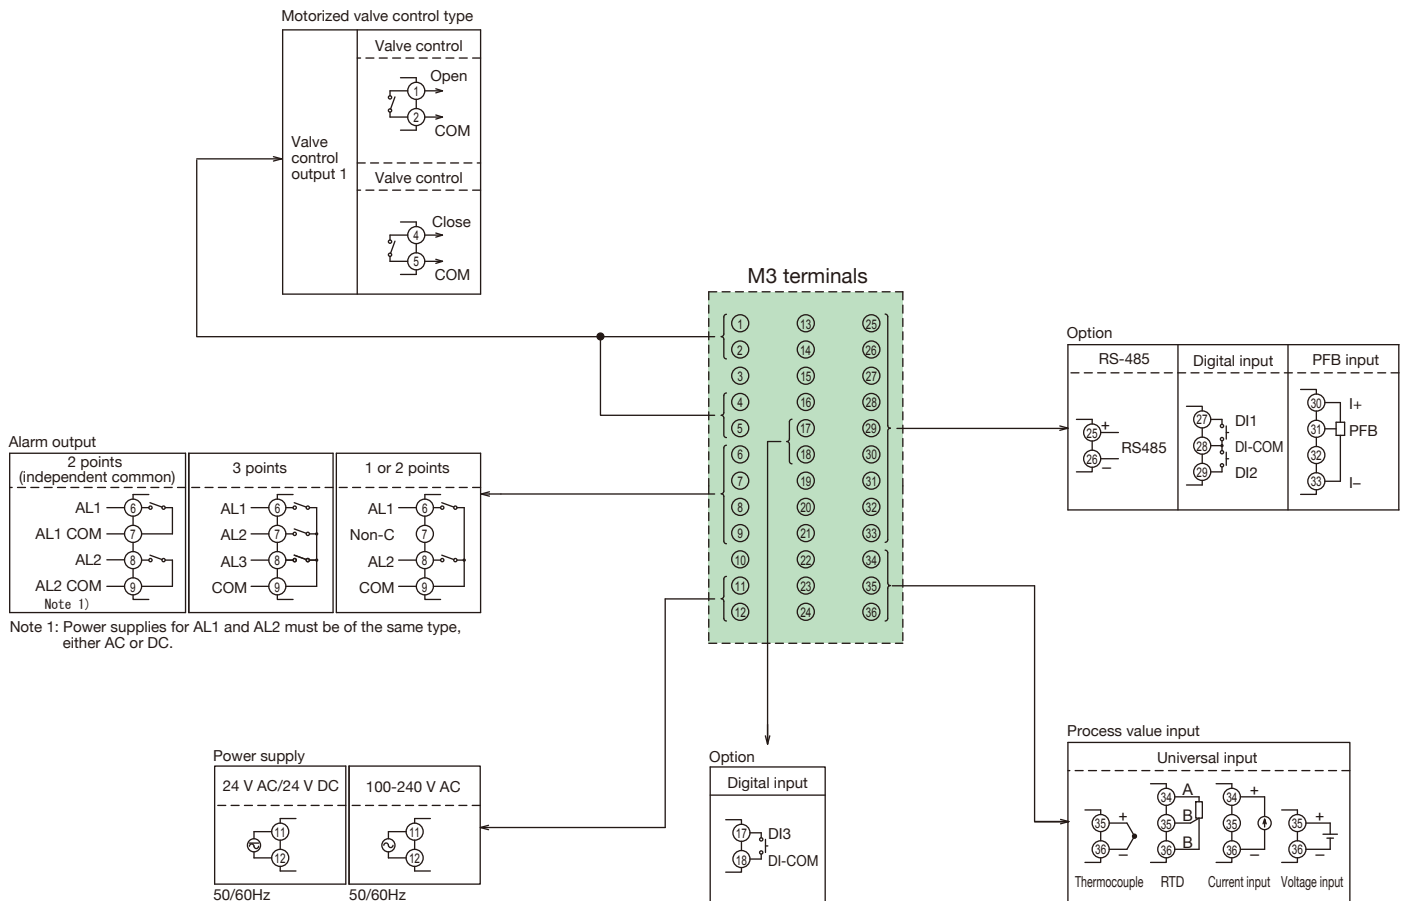 Motorized valve control type
Valve control
Open
1
2
COM
Valve
control
output 1
Valve control
Close
4
5
COM
M3 terminals
1 13 25
2 14 26
3 15 27
4 16 28
5 17 29
6 18 30
7 19 31
8 20 32
9 21 33
10 22 34
11 23 35
12 24 36
Option
RS-485 Digital input PFB input
25 +
RS485
26 –
27 DI1
28 DI-COM
29 DI2
30 I+
31 PFB
32
33 I–
Alarm output
2 points
(independent common)
AL1 6
AL1 COM 7
AL2 8
AL2 COM 9
Note 1)
3 points
AL1 6
AL2 7
AL3 8
COM 9
1 or 2 points
AL1 6
Non-C 7
AL2 8
COM 9
Note 1: Power supplies for AL1 and AL2 must be of the same type,
either AC or DC.
Power supply
24 V AC/24 V DC 100-240 V AC
11 11
12 12
50/60Hz 50/60Hz
Option
Digital input
17 DI3
18 DI-COM
Process value input
Universal input
35 +
36 –
Thermocouple
34 A
35 B
36 B
RTD
34 +
35
36 –
Current input
35 +
36 –
Voltage input